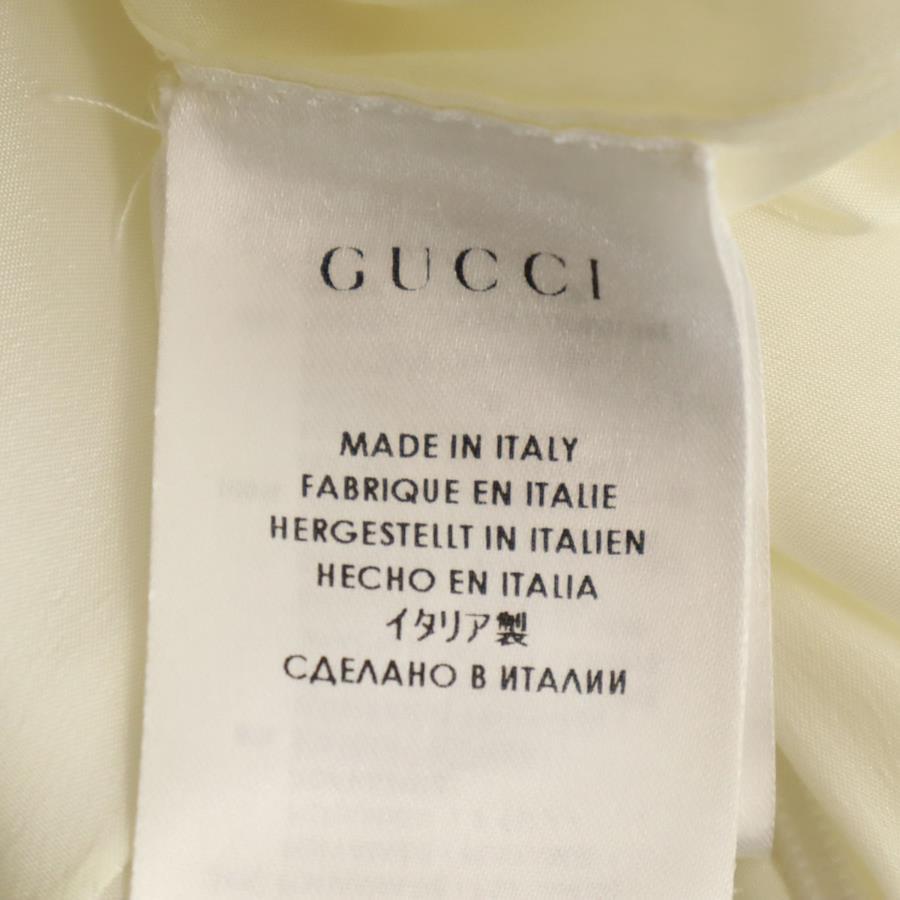 GUCCI
MADE IN ITALY
FABRIQUE EN ITALIE
HERGESTELLT IN ITALIEN
HECHO EN ITALIA
イタリア製
СДЕЛАНО В ИТАЛИИ